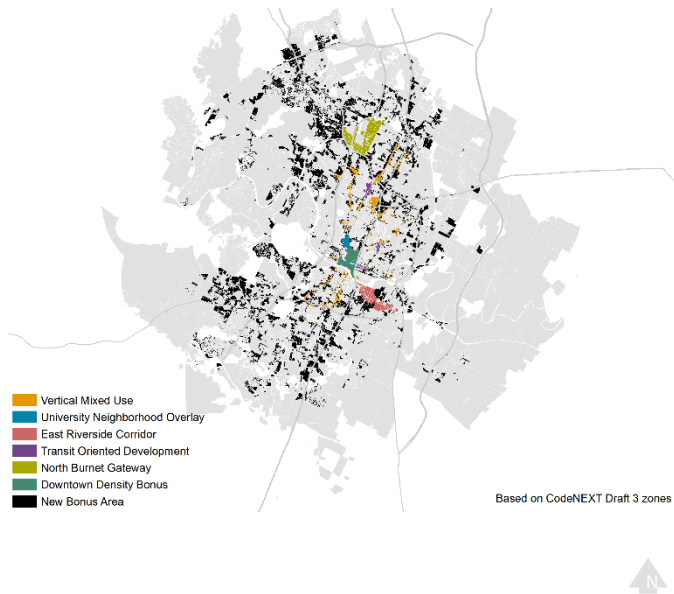 Vertical Mixed Use
University Neighborhood Overlay
East Riverside Corridor
Transit Oriented Development
North Burnet Gateway
Downtown Density Bonus
New Bonus Area
Based on CodeNEXT Draft 3 zones
N